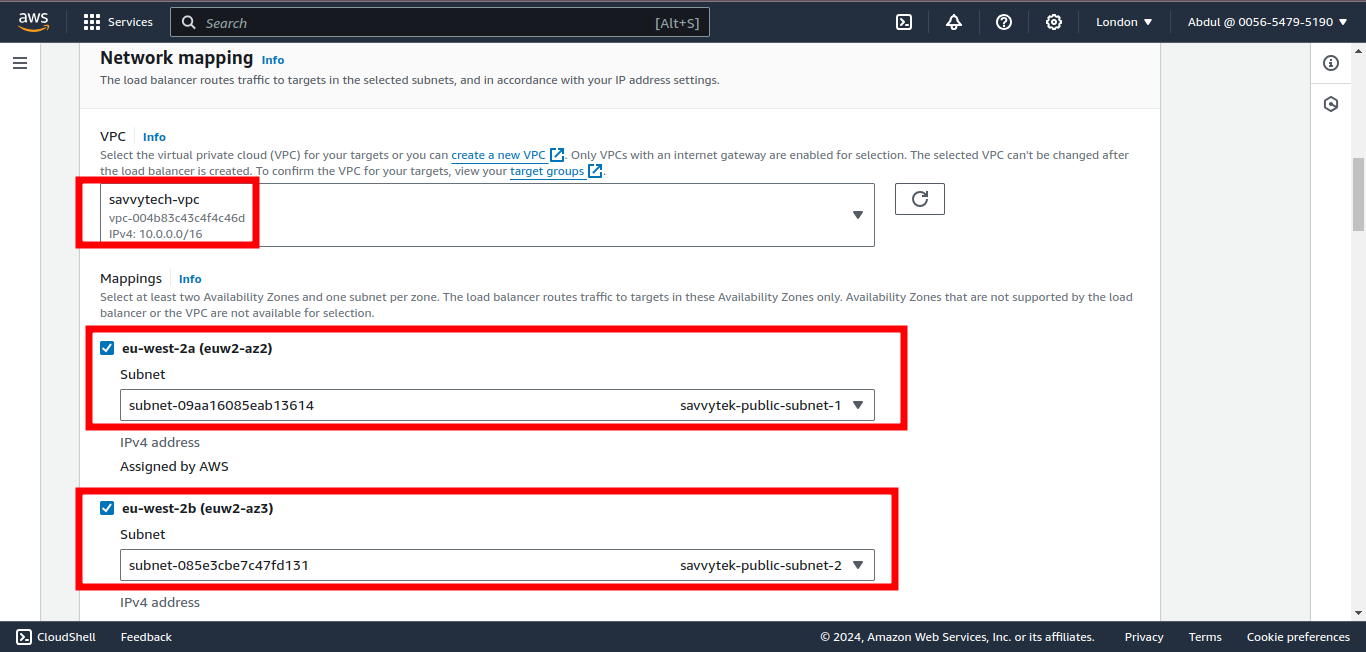 aws
Services
Search
[Alt+S]
London
Abdul @ 0056-5479-5190
Network mapping Info
The load balancer routes traffic to targets in the selected subnets, and in accordance with your IP address settings.
VPC Info
Select the virtual private cloud (VPC) for your targets or you can create a new VPC. Only VPCs with an internet gateway are enabled for selection. The selected VPC can't be changed after
the load balancer is created. To confirm the VPC for your targets, view your target groups.
savvytech-vpc
vpc-004b83c43c4f4c46d
IPv4: 10.0.0.0/16
Mappings Info
Select at least two Availability Zones and one subnet per zone. The load balancer routes traffic to targets in these Availability Zones only. Availability Zones that are not supported by the load
balancer or the VPC are not available for selection.
eu-west-2a (euw2-az2)
Subnet
subnet-09aa16085eab13614 savvytek-public-subnet-1
IPv4 address
Assigned by AWS
eu-west-2b (euw2-az3)
Subnet
subnet-085e3cbe7c47fd131 savvytek-public-subnet-2
IPv4 address
CloudShell Feedback © 2024, Amazon Web Services, Inc. or its affiliates. Privacy Terms Cookie preferences